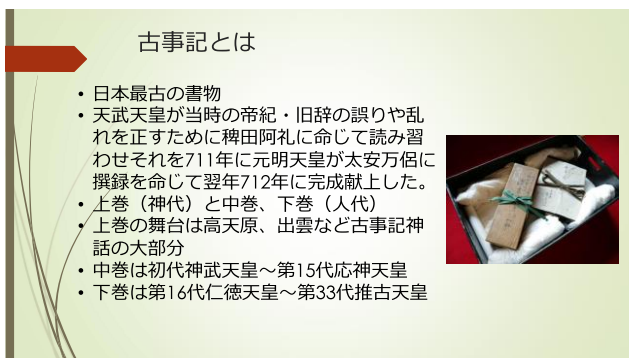 古事記とは
• 日本最古の書物
• 天武天皇が当時の帝紀・旧辞の誤りや乱
れを正すために稗田阿礼に命じて読み習
わせそれを711年に元明天皇が太安万侶に
撰録を命じて翌年712年に完成献上した。
• 上巻（神代）と中巻、下巻（人代）
• 上巻の舞台は高天原、出雲など古事記神
話の大部分
• 中巻は初代神武天皇～第15代応神天皇
• 下巻は第16代仁徳天皇～第33代推古天皇